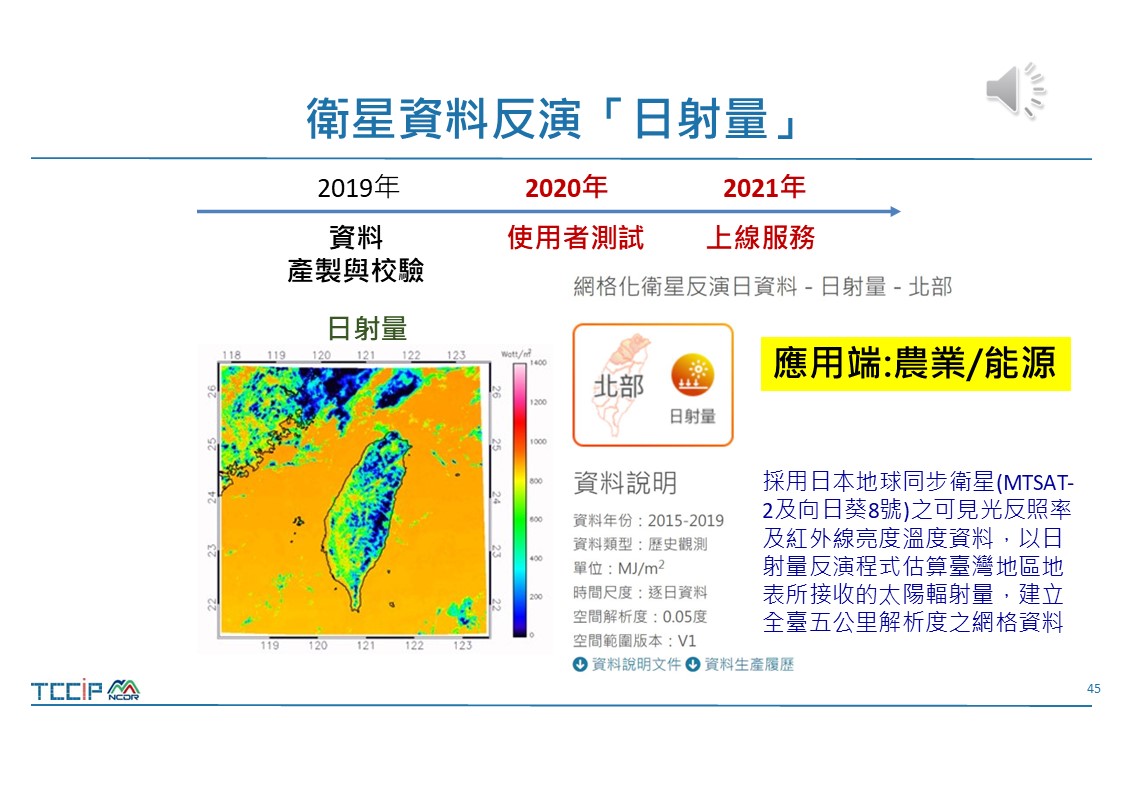 衛星資料反演「日射量」
2019年
2020年
2021年
資料
產製與校驗
使用者測試
上線服務
網格化衛星反演日資料 - 日射量 - 北部
日射量
118 119 120 121 122 123
Wott/m²
1400
1200
1000
800
600
400
200
0
26
25
24
23
22
26
25
24
23
22
119 120 121 122 123
北部
日射量
應用端:農業/能源
資料說明
資料年份：2015-2019
資料類型：歷史觀測
單位：MJ/m²
時間尺度：逐日資料
空間解析度：0.05度
空間範圍版本：V1
資料說明文件 資料生產履歷
採用日本地球同步衛星(MTSAT-
2及向日葵8號)之可見光反照率
及紅外線亮度溫度資料，以日
射量反演程式估算臺灣地區地
表所接收的太陽輻射量，建立
全臺五公里解析度之網格資料
TCCiP NCDR
45